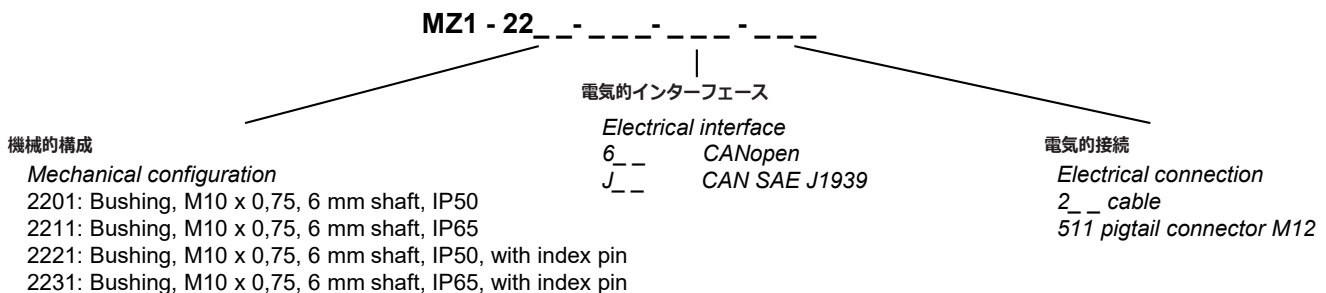 MZ1 - 22_ _- _ _ _- _ _ _ - _ _ _
電気的インターフェース
Electrical interface
6_ _ CANopen
J_ _ CAN SAE J1939
機械的構成
Mechanical configuration
2201: Bushing, M10 x 0,75, 6 mm shaft, IP50
2211: Bushing, M10 x 0,75, 6 mm shaft, IP65
2221: Bushing, M10 x 0,75, 6 mm shaft, IP50, with index pin
2231: Bushing, M10 x 0,75, 6 mm shaft, IP65, with index pin
電気的接続
Electrical connection
2_ _ cable
511 pigtail connector M12